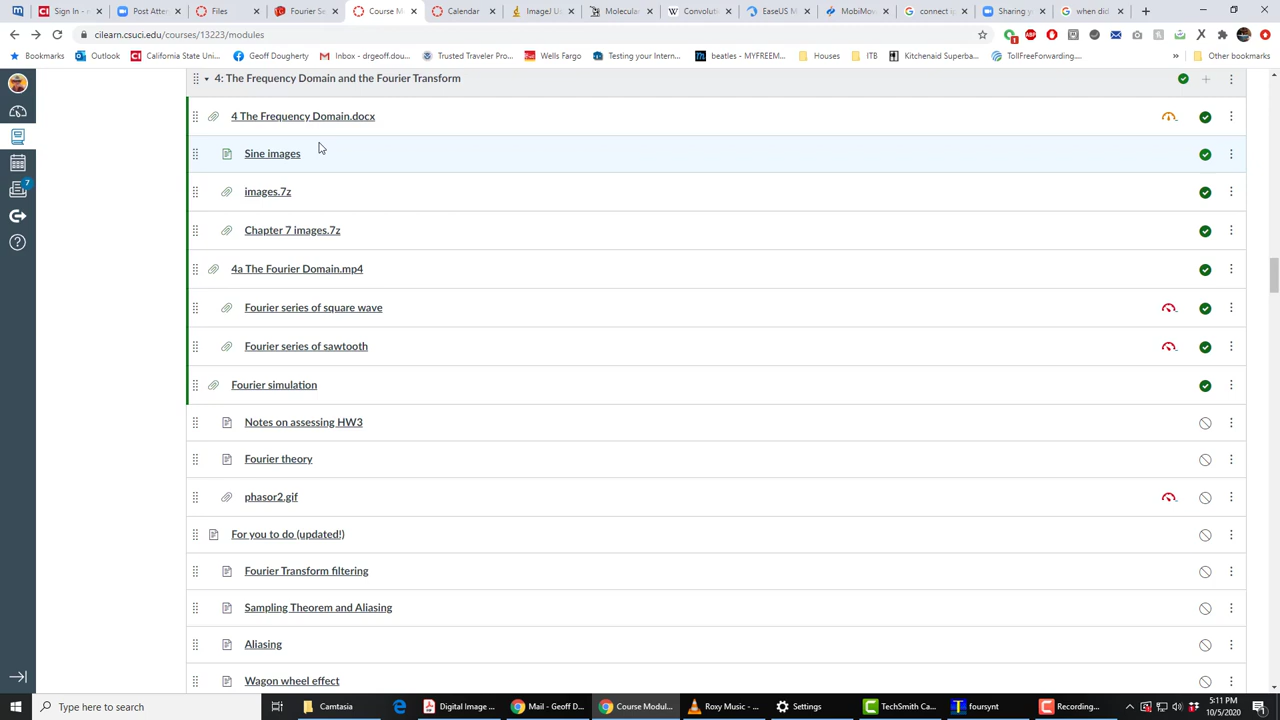 Sign In - r
Post Atter
Files
Course M
Calendar
ImageJ U
Molecular
Convoluti
EaseUS M
MobiMov
connect g
Sharing y
when did
cilearn.csuci.edu/courses/13223/modules
Bookmarks
Outlook
California State Uni...
Geoff Dougherty
Inbox - drgeoff.do...
Trusted Traveler Pro...
Wells Fargo
Testing your Intern...
beatles - MYFREEM...
Houses
ITB
Kitchenaid Superba...
TollFreeForwarding...
Other bookmarks
4: The Frequency Domain and the Fourier Transform
4 The Frequency Domain.docx
Sine images
7
images.7z
Chapter 7 images.7z
4a The Fourier Domain.mp4
Fourier series of square wave
Fourier series of sawtooth
Fourier simulation
Notes on assessing HW3
Fourier theory
phasor2.gif
For you to do (updated!)
Fourier Transform filtering
Sampling Theorem and Aliasing
Aliasing
Wagon wheel effect
Type here to search
Camtasia
Digital Image ...
Mail - Geoff D...
Course Modul...
Roxy Music - ...
Settings
TechSmith Ca...
foursynt
Recording...
5:11 PM
10/5/2020